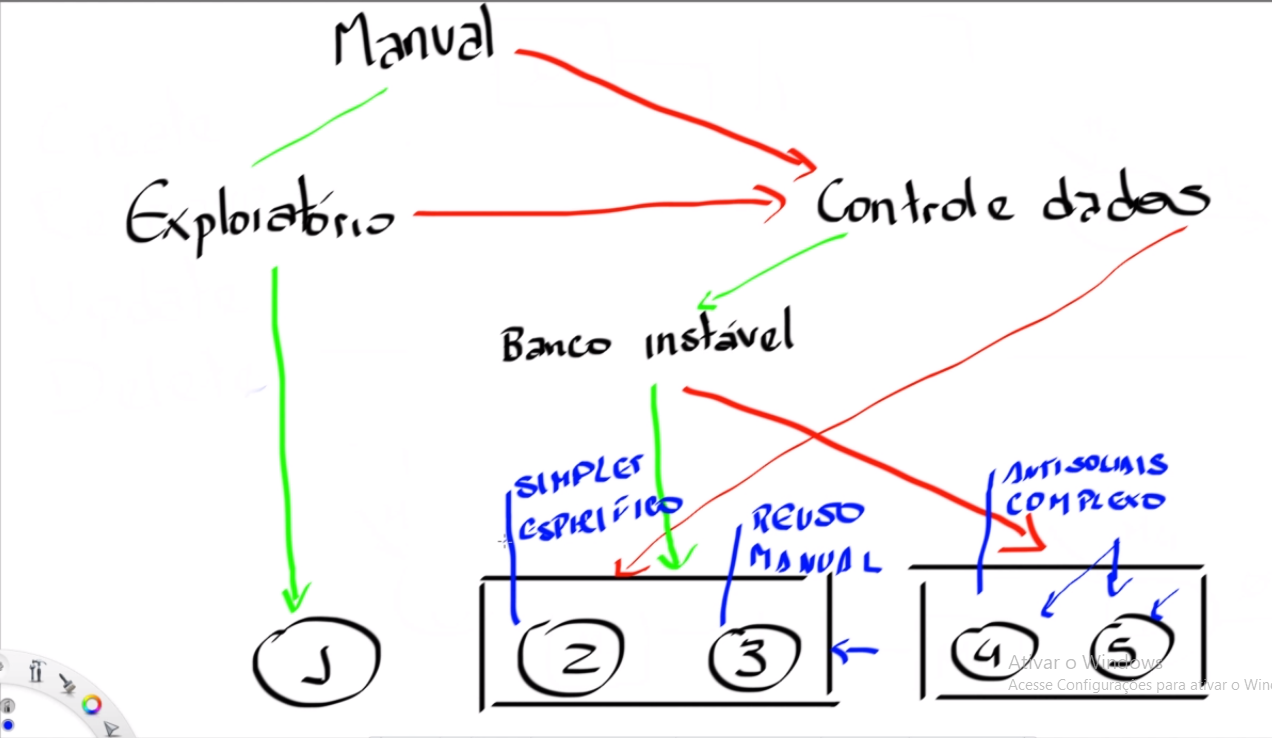 Manual
Exploratório
Controle dados
Banco instável
SIMPLES
ESPECÍFICO
REUSO
MANUAL
ANTISOCIAIS
COMPLEXO
1
2
3
4
5
Ativar o Windows
Acesse Configurações para ativar o Win